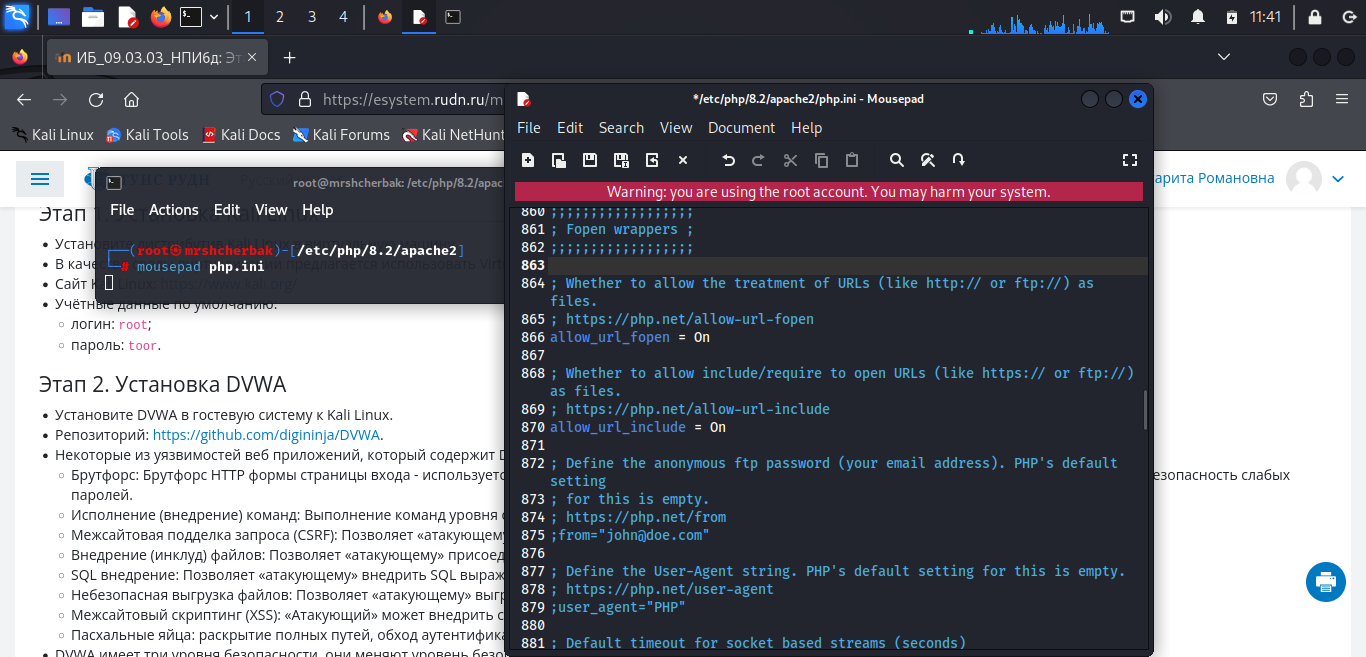 1 2 3 4
11:41
ИБ_09.03.03_НПИбд: Эт
https://esystem.rudn.ru/m
Kali Linux Kali Tools Kali Docs Kali Forums Kali NetHunt
арита Романовна
Этап 1.
Установ
В качес
Сайт Ka
Учётные данные по умолчанию:
логин: root;
пароль: toor.
Этап 2. Установка DVWA
Установите DVWA в гостевую систему к Kali Linux.
Репозиторий: https://github.com/digininja/DVWA.
Некоторые из уязвимостей веб приложений, который содержит D
Брутфорс: Брутфорс HTTP формы страницы входа - используетс
езопасность слабых
паролей.
Исполнение (внедрение) команд: Выполнение команд уровня о
Межсайтовая подделка запроса (CSRF): Позволяет «атакующему
Внедрение (инклуд) файлов: Позволяет «атакующему» присоед
SQL внедрение: Позволяет «атакующему» внедрить SQL выраж
Небезопасная выгрузка файлов: Позволяет «атакующему» выгр
Межсайтовый скриптинг (XSS): «Атакующий» может внедрить с
Пасхальные яйца: раскрытие полных путей, обход аутентифика
DVWA имеет три уровня безопасности, они меняют уровень безо
root@mrshcherbak: /etc/php/8.2/apac
File Actions Edit View Help
┌──(root㉿mrshcherbak)-[/etc/php/8.2/apache2]
└─# mousepad php.ini
*/etc/php/8.2/apache2/php.ini - Mousepad
File Edit Search View Document Help
Warning: you are using the root account. You may harm your system.
860 ;;;;;;;;;;;;;;;;;;
861 ; Fopen wrappers ;
862 ;;;;;;;;;;;;;;;;;;
863
864 ; Whether to allow the treatment of URLs (like http:// or ftp://) as
files.
865 ; https://php.net/allow-url-fopen
866 allow_url_fopen = On
867
868 ; Whether to allow include/require to open URLs (like https:// or ftp://)
as files.
869 ; https://php.net/allow-url-include
870 allow_url_include = On
871
872 ; Define the anonymous ftp password (your email address). PHP's default
setting
873 ; for this is empty.
874 ; https://php.net/from
875 ;from="john@doe.com"
876
877 ; Define the User-Agent string. PHP's default setting for this is empty.
878 ; https://php.net/user-agent
879 ;user_agent="PHP"
880
881 ; Default timeout for socket based streams (seconds)